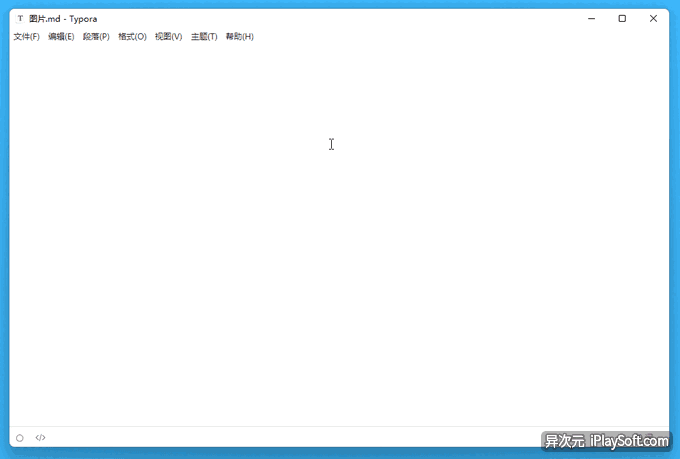 T 图片.md - Typora
文件(F) 编辑(E) 段落(P) 格式(O) 视图(V) 主题(T) 帮助(H)
</>
异次元 iPlaySoft.com